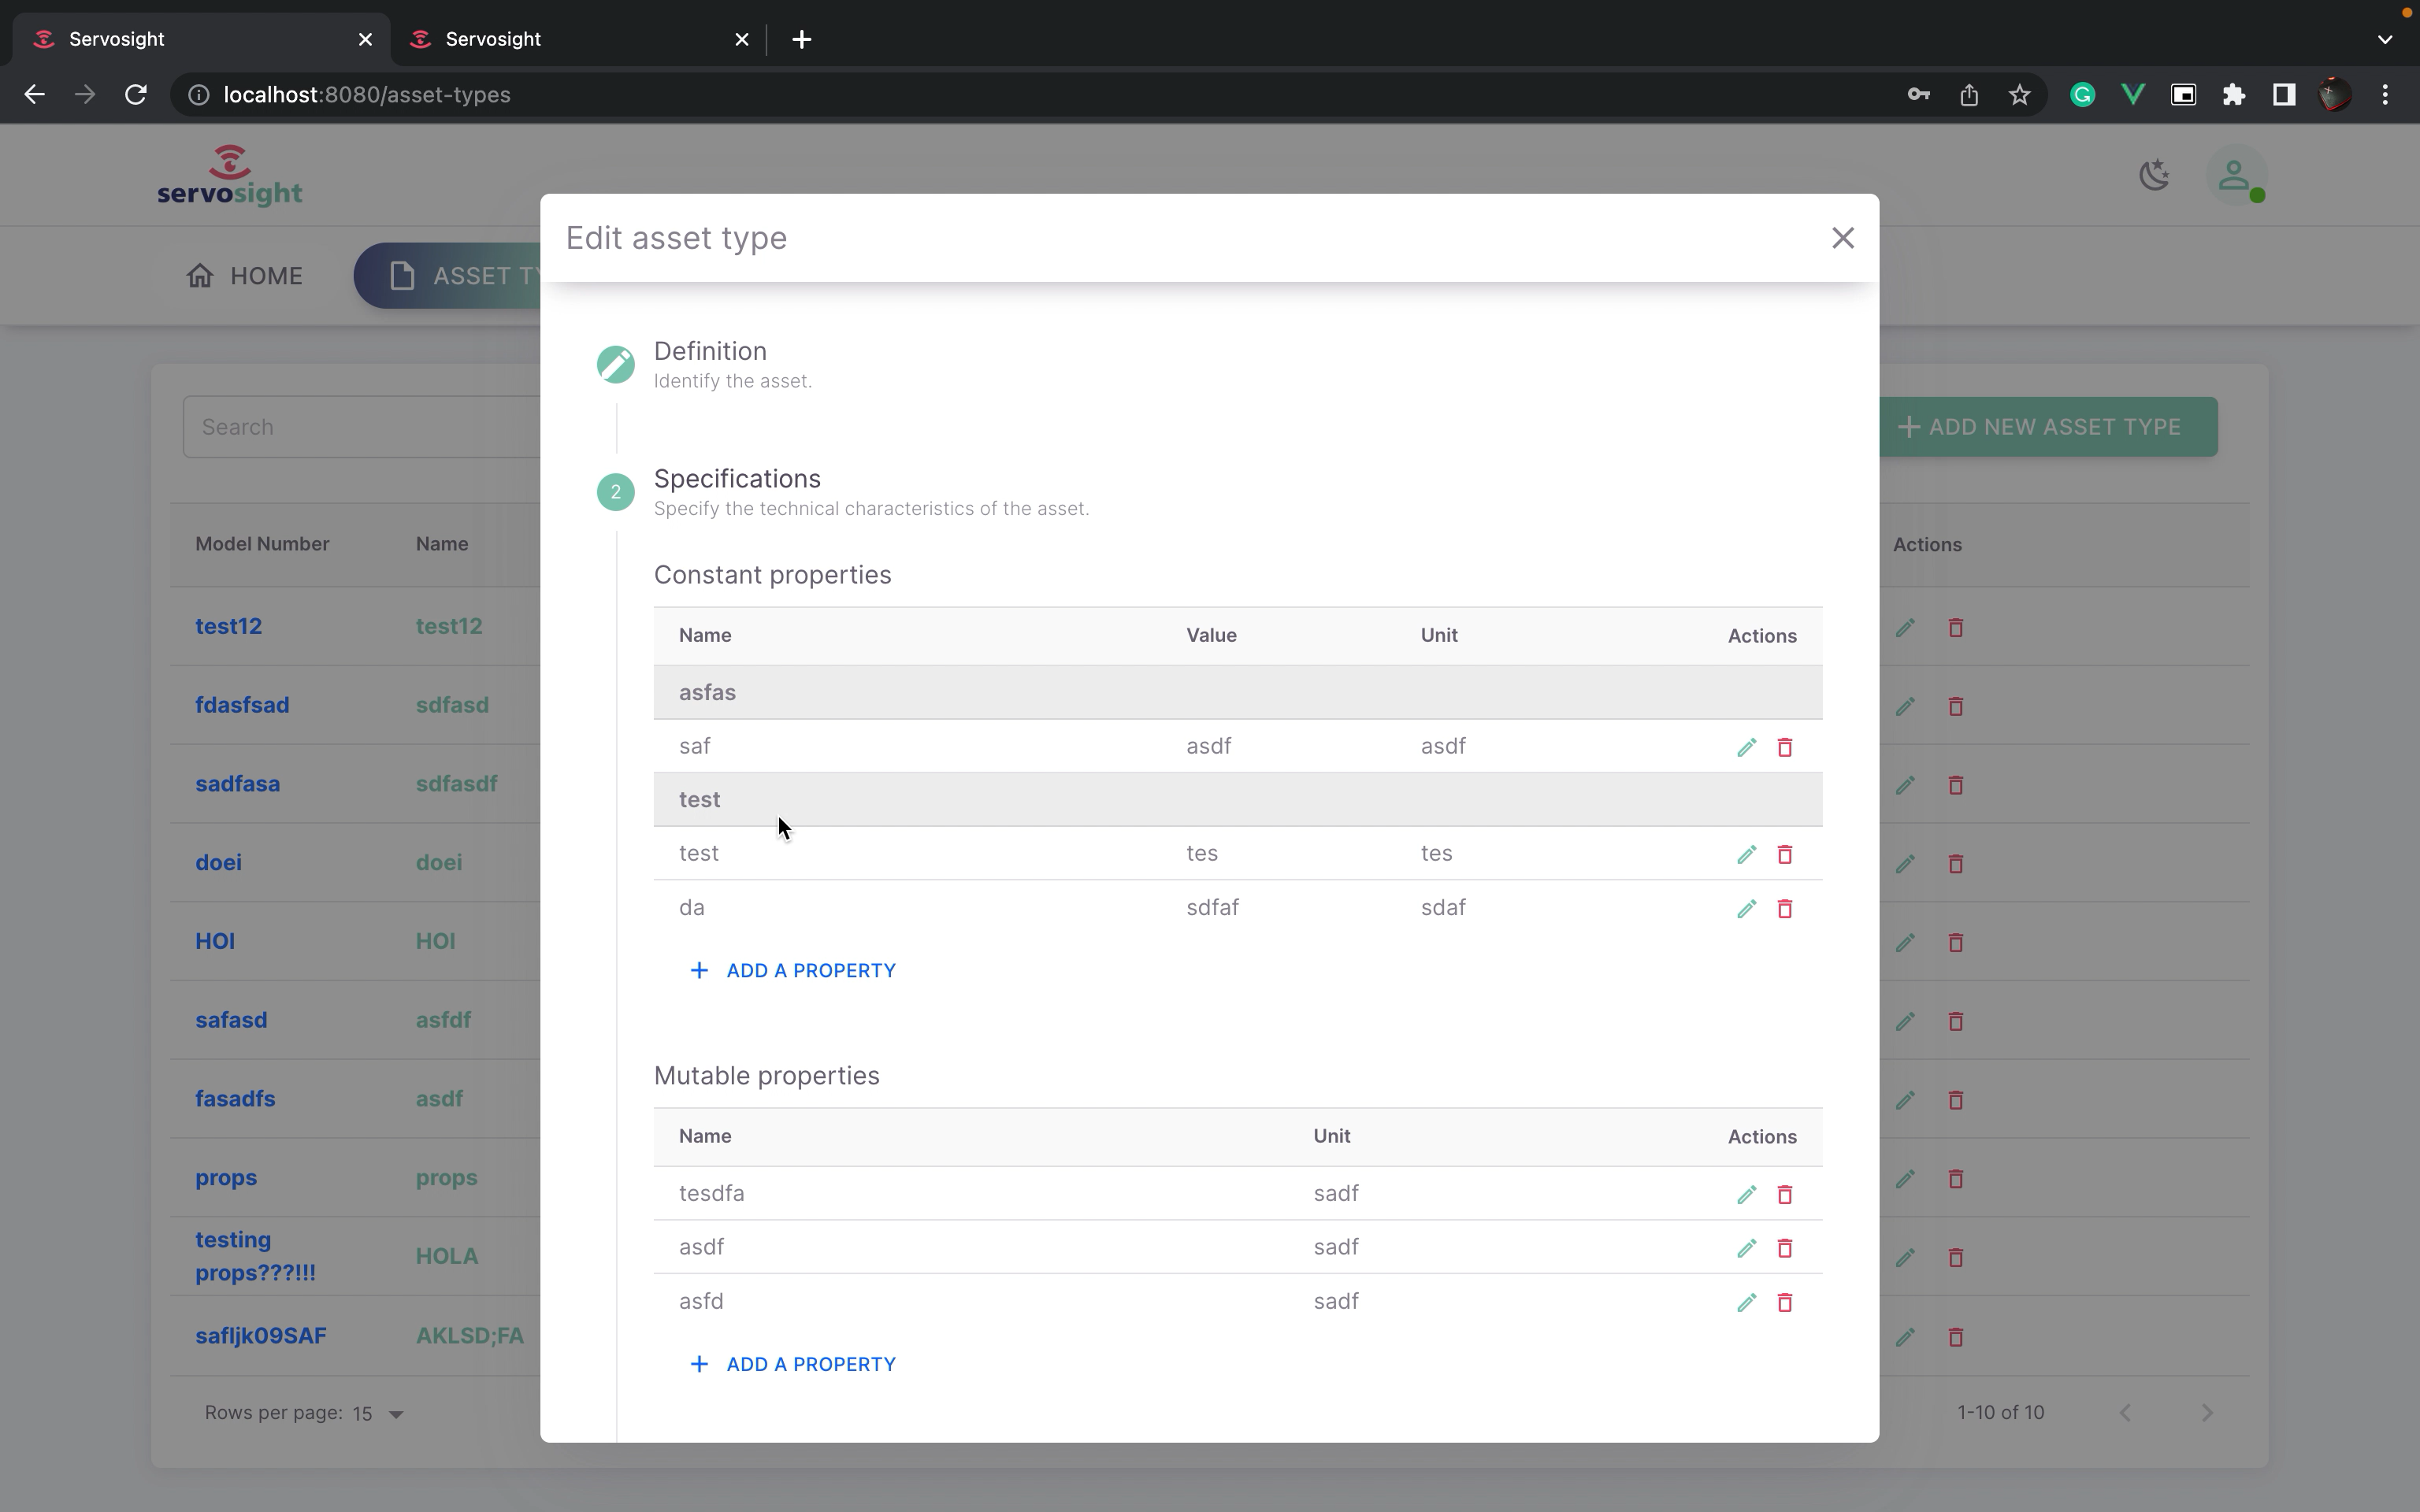 Servosight
Servosight
localhost:8080/asset-types
servosight
HOME
ASSET TY
Search
ADD NEW ASSET TYPE
Model Number Name Actions
test12 test12
fdasfsad sdfasd
sadfasa sdfasdf
doei doei
HOI HOI
safasd asfdf
fasadfs asdf
props props
testing
props???!!! HOLA
safljk09SAF AKLSD;FA
Rows per page: 15
1-10 of 10
Edit asset type
Definition
Identify the asset.
2 Specifications
Specify the technical characteristics of the asset.
Constant properties
Name Value Unit Actions
asfas
saf asdf asdf
test
test tes tes
da sdfaf sdaf
+ ADD A PROPERTY
Mutable properties
Name Unit Actions
tesdfa sadf
asdf sadf
asfd sadf
+ ADD A PROPERTY